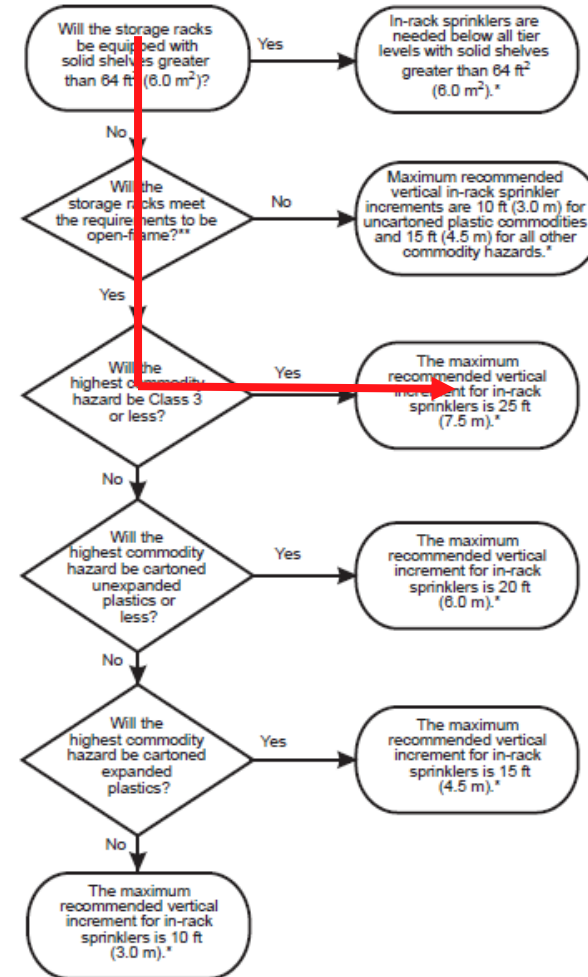 Will the storage racks
be equipped with
solid shelves greater
than 64 ft² (6.0 m²)?
Yes
In-rack sprinklers are
needed below all tier
levels with solid shelves
greater than 64 ft²
(6.0 m²).*
No
Will the
storage racks meet
the requirements to be
open-frame?**
No
Maximum recommended
vertical in-rack sprinkler
increments are 10 ft (3.0 m) for
uncartoned plastic commodities
and 15 ft (4.5 m) for all other
commodity hazards.*
Yes
Will the
highest commodity
hazard be Class 3
or less?
Yes
The maximum
recommended vertical
increment for in-rack
sprinklers is 25 ft
(7.5 m).*
No
Will the
highest commodity
hazard be cartoned
unexpanded
plastics or
less?
Yes
The maximum
recommended vertical
increment for in-rack
sprinklers is 20 ft
(6.0 m).*
No
Will the
highest commodity
hazard be cartoned
expanded
plastics?
Yes
The maximum
recommended vertical
increment for in-rack
sprinklers is 15 ft
(4.5 m).*
No
The maximum
recommended vertical
increment for in-rack
sprinklers is 10 ft
(3.0 m).*